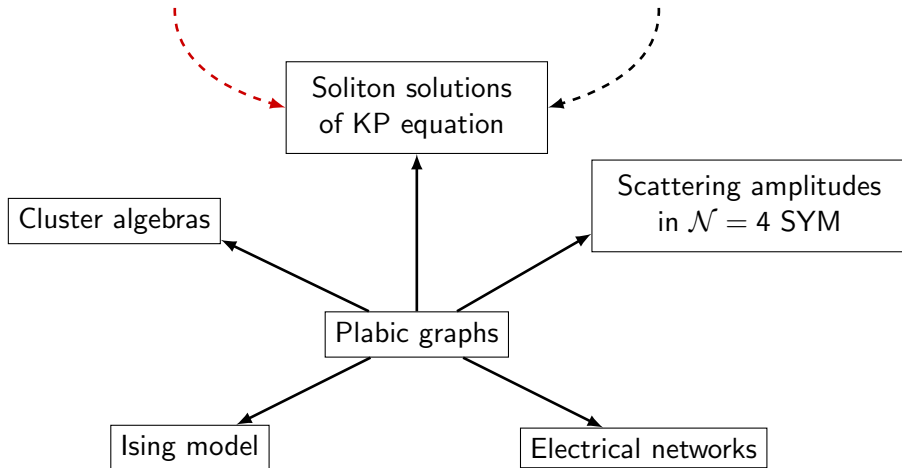 Soliton solutions
of KP equation
Scattering amplitudes
in 𝒩 = 4 SYM
Cluster algebras
Plabic graphs
Ising model
Electrical networks